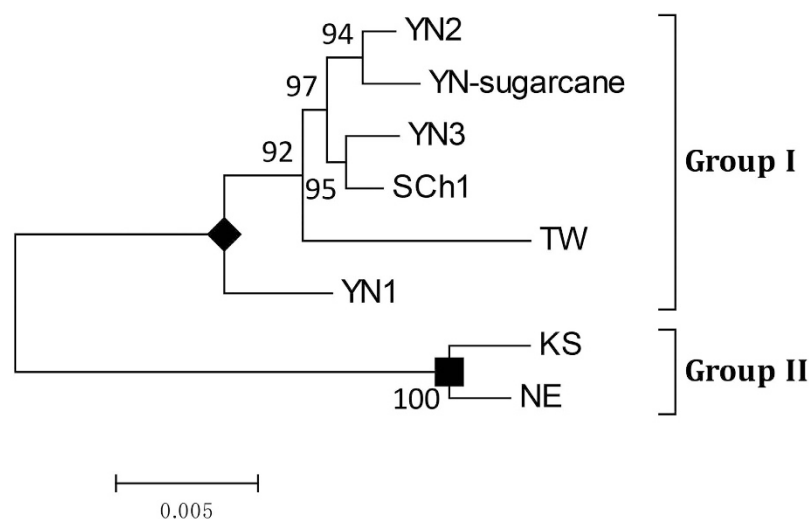 94
YN2
YN-sugarcane
97
YN3
92
95
SCh1
Group I
TW
YN1
KS
Group II
100
NE
0.005